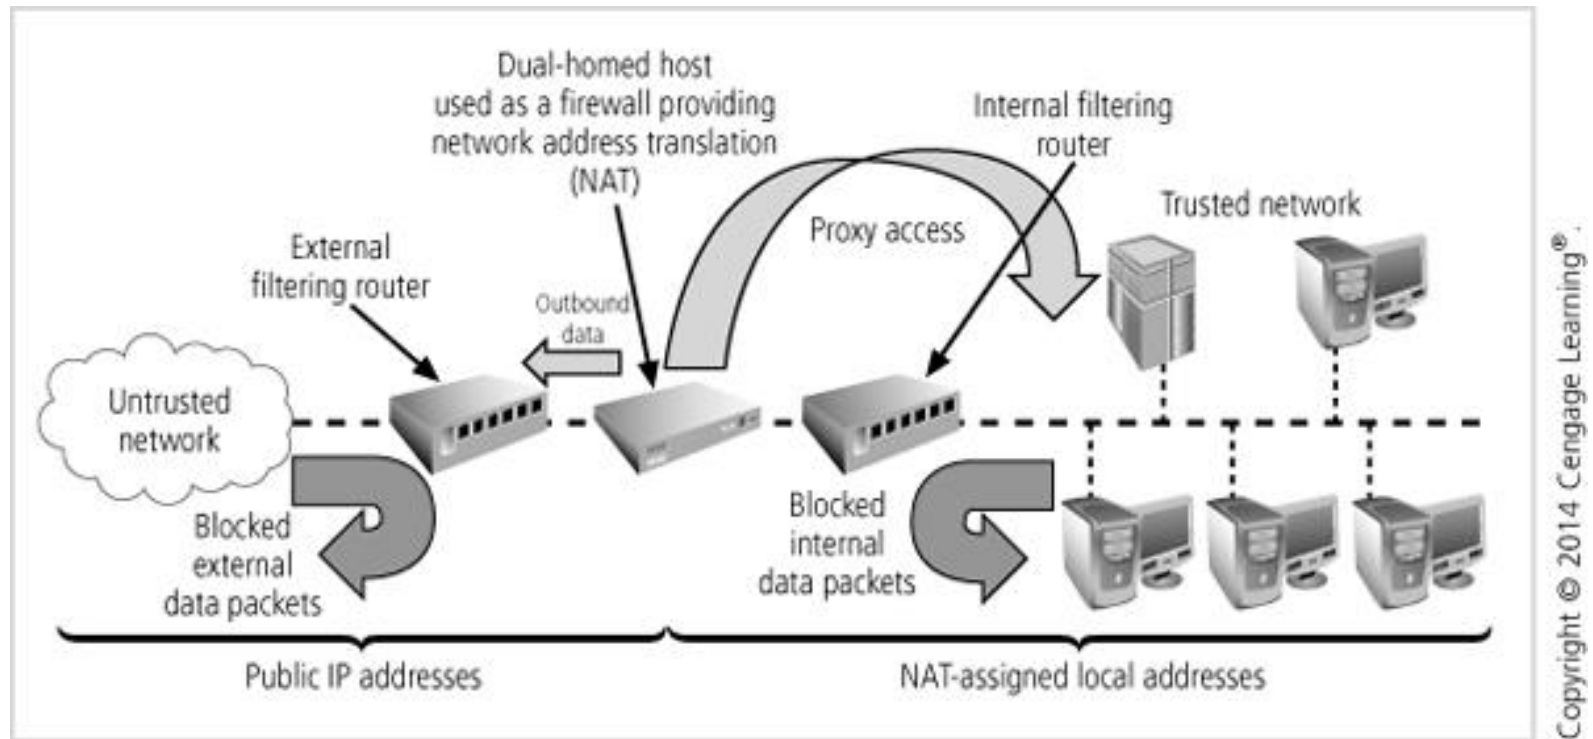 Dual-homed host
used as a firewall providing
network address translation
(NAT)
Internal filtering
router
Trusted network
Proxy access
External
filtering router
Outbound
data
Untrusted
network
Blocked
external
data packets
Blocked
internal
data packets
Public IP addresses
NAT-assigned local addresses
Copyright © 2014 Cengage Learning®.